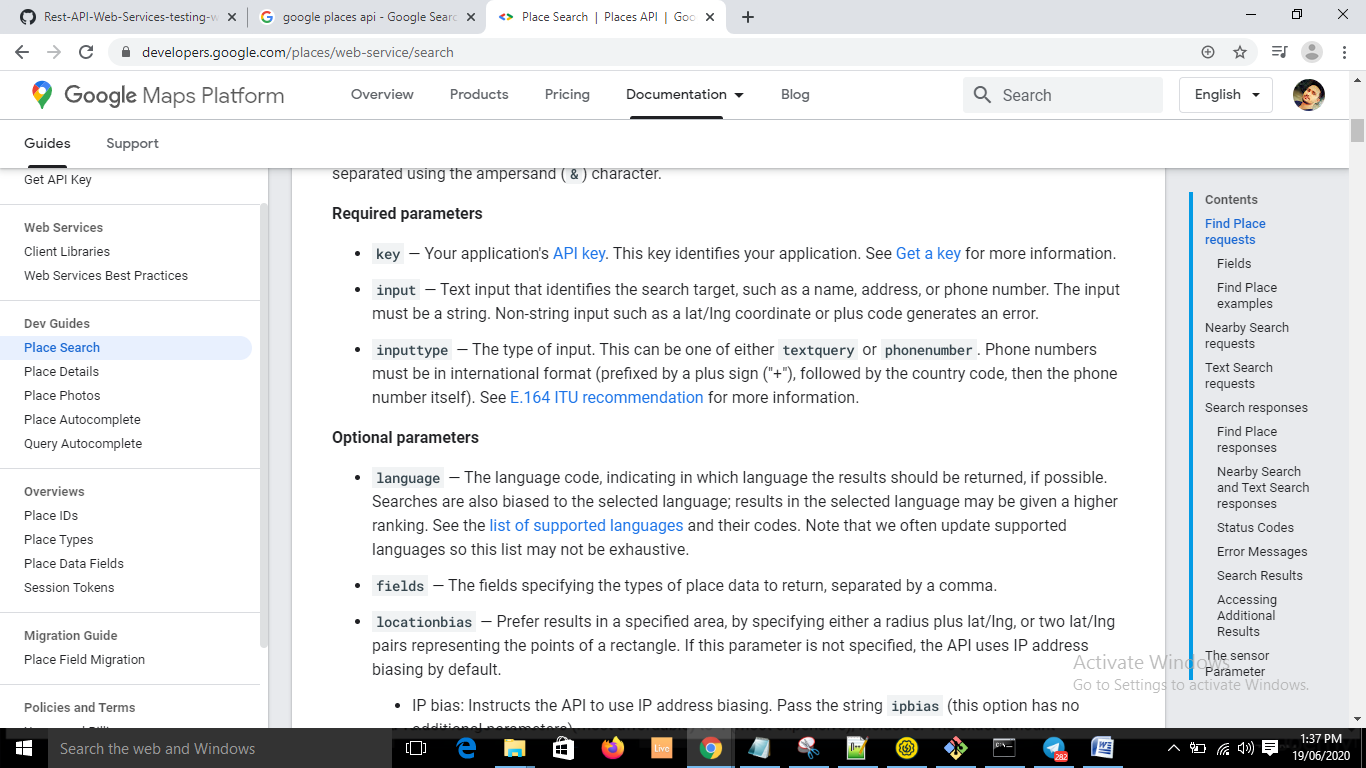 Rest-API-Web-Services-testing-w
google places api - Google Searc
Place Search | Places API | Goo
developers.google.com/places/web-service/search
Google Maps Platform
Overview
Products
Pricing
Documentation
Blog
Search
English
Guides
Support
Get API Key
Web Services
Client Libraries
Web Services Best Practices
Dev Guides
Place Search
Place Details
Place Photos
Place Autocomplete
Query Autocomplete
Overviews
Place IDs
Place Types
Place Data Fields
Session Tokens
Migration Guide
Place Field Migration
Policies and Terms
separated using the ampersand ( & ) character.
Required parameters
• key — Your application's API key. This key identifies your application. See Get a key for more information.
• input — Text input that identifies the search target, such as a name, address, or phone number. The input
must be a string. Non-string input such as a lat/lng coordinate or plus code generates an error.
• inputtype — The type of input. This can be one of either textquery or phonenumber . Phone numbers
must be in international format (prefixed by a plus sign ("+"), followed by the country code, then the phone
number itself). See E.164 ITU recommendation for more information.
Optional parameters
• language — The language code, indicating in which language the results should be returned, if possible.
Searches are also biased to the selected language; results in the selected language may be given a higher
ranking. See the list of supported languages and their codes. Note that we often update supported
languages so this list may not be exhaustive.
• fields — The fields specifying the types of place data to return, separated by a comma.
• locationbias — Prefer results in a specified area, by specifying either a radius plus lat/lng, or two lat/lng
pairs representing the points of a rectangle. If this parameter is not specified, the API uses IP address
biasing by default.
• IP bias: Instructs the API to use IP address biasing. Pass the string ipbias (this option has no
additional parameters)
Contents
Find Place
requests
Fields
Find Place
examples
Nearby Search
requests
Text Search
requests
Search responses
Find Place
responses
Nearby Search
and Text Search
responses
Status Codes
Error Messages
Search Results
Accessing
Additional
Results
The sensor
Parameter
Activate Windows
Go to Settings to activate Windows.
Search the web and Windows
Live
282
1:37 PM
19/06/2020